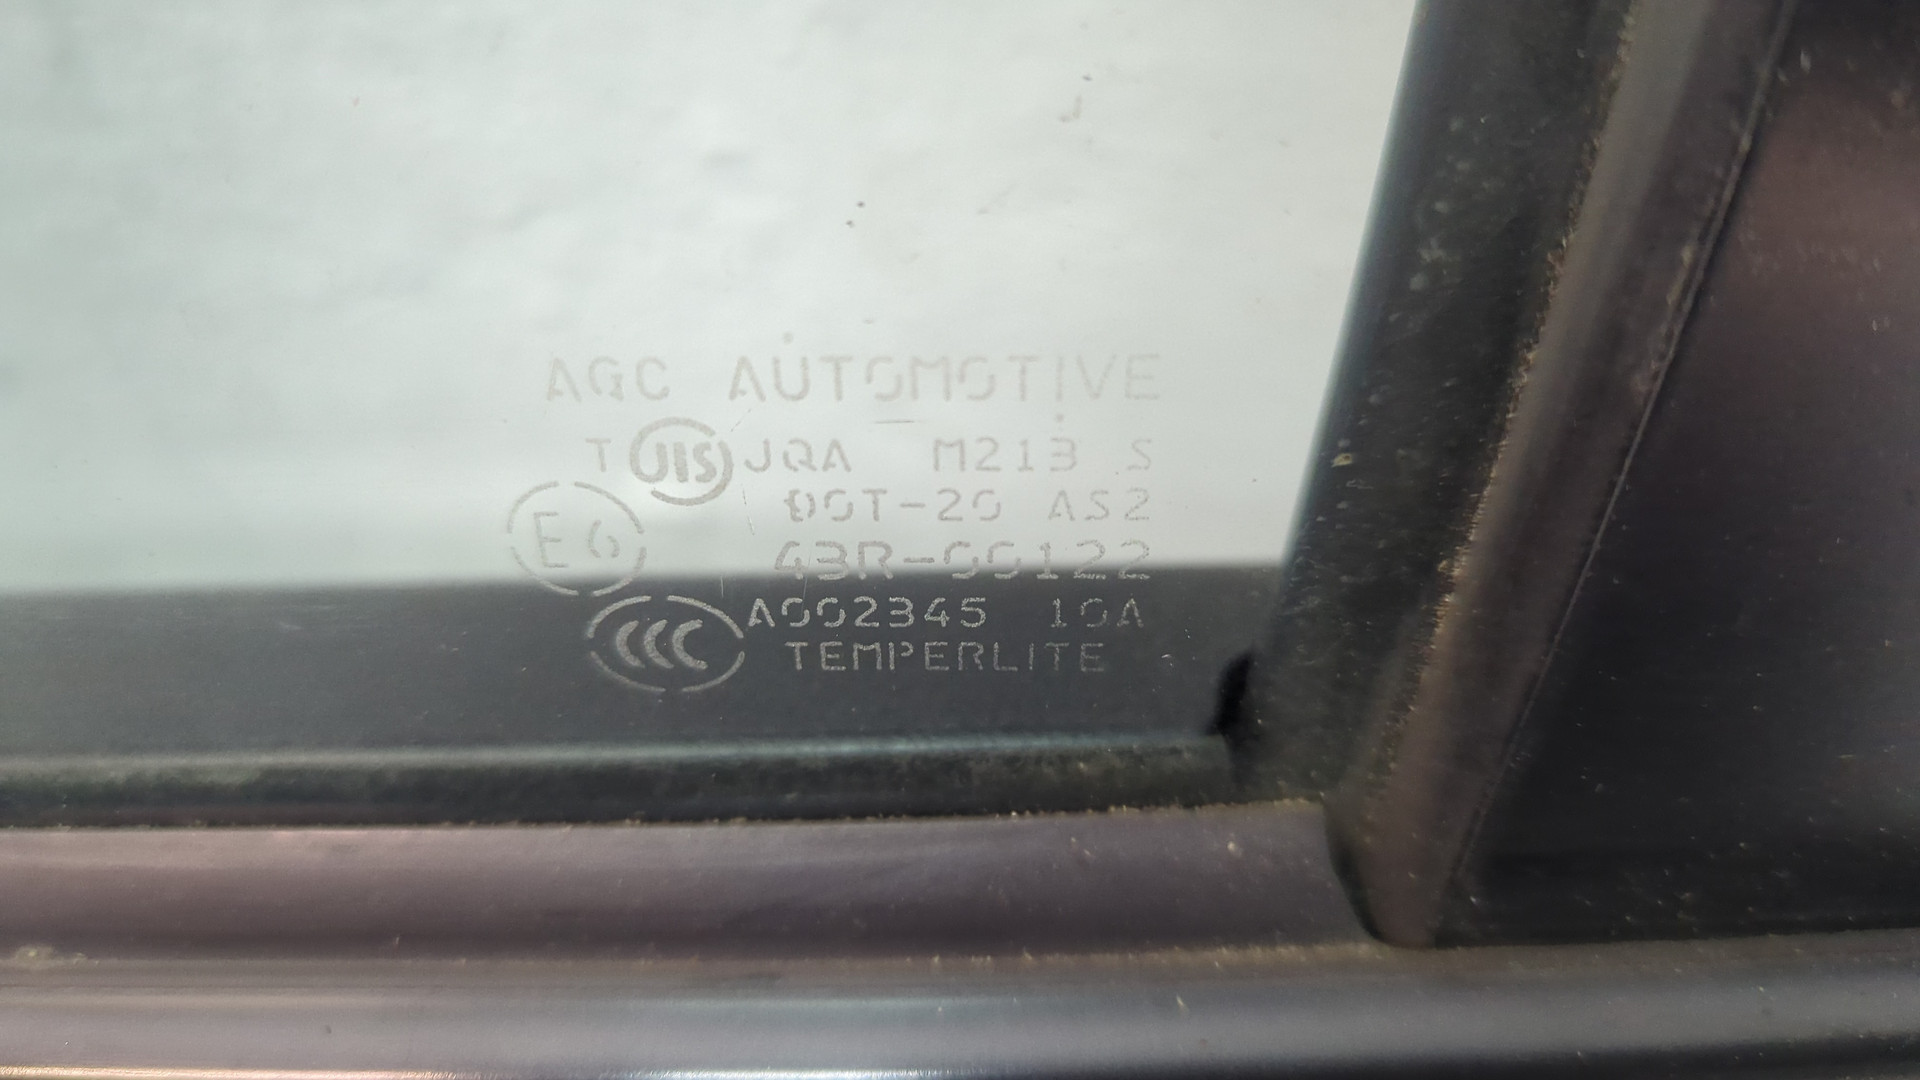 AGC AUTOMOTIVE
T JIS JQA M213 S
DOT-20 AS2
E6 43R-00122
CCC A002345 10A
TEMPERLITE